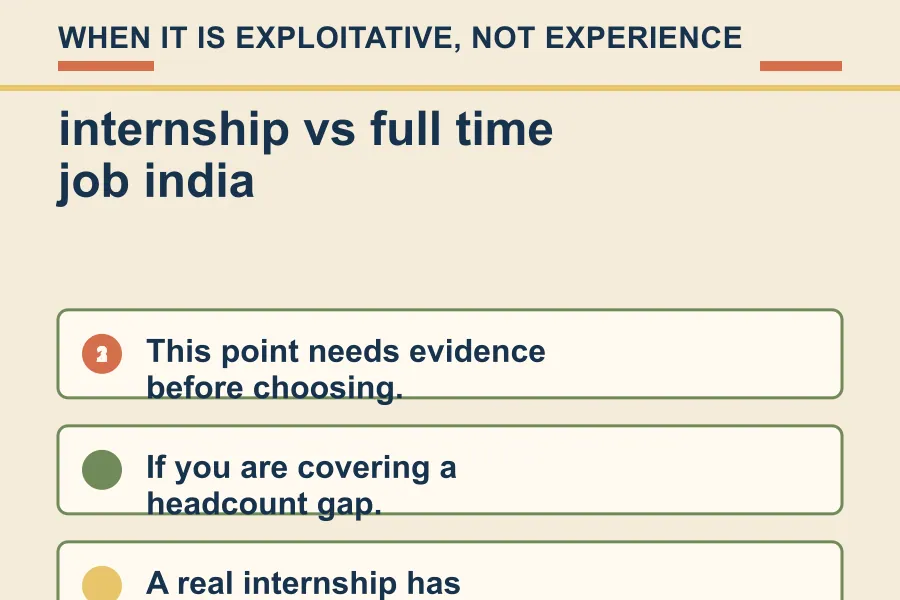 WHEN IT IS EXPLOITATIVE, NOT EXPERIENCE
internship vs full time
job india
This point needs evidence
before choosing.
If you are covering a
headcount gap.
A real internship has